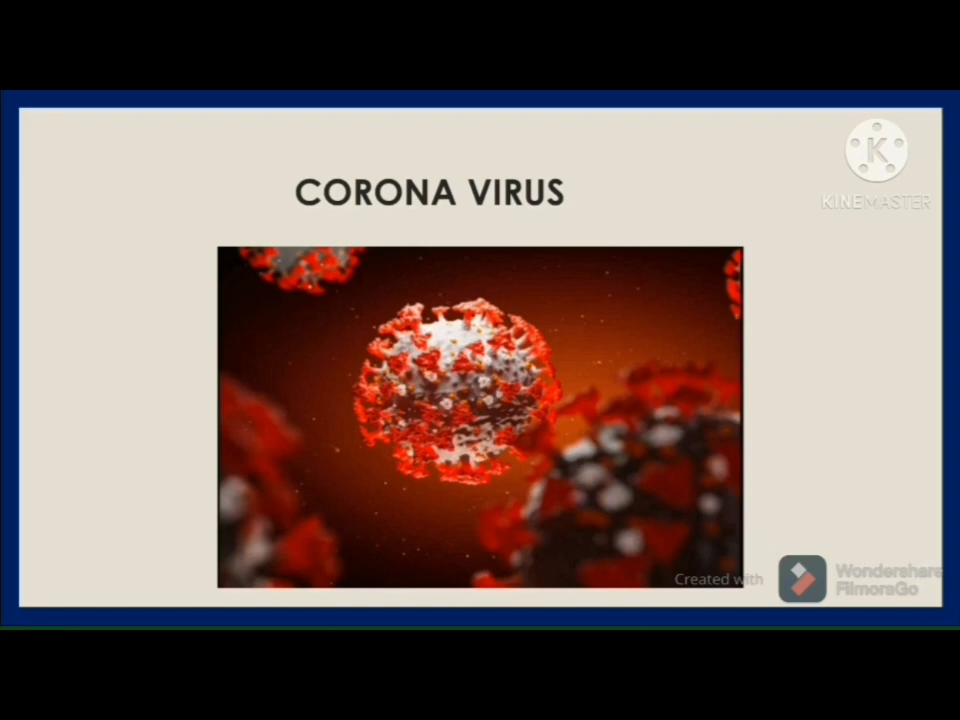 CORONA VIRUS
K
KINEMASTER
Created with
Wondershare
FilmoraGo